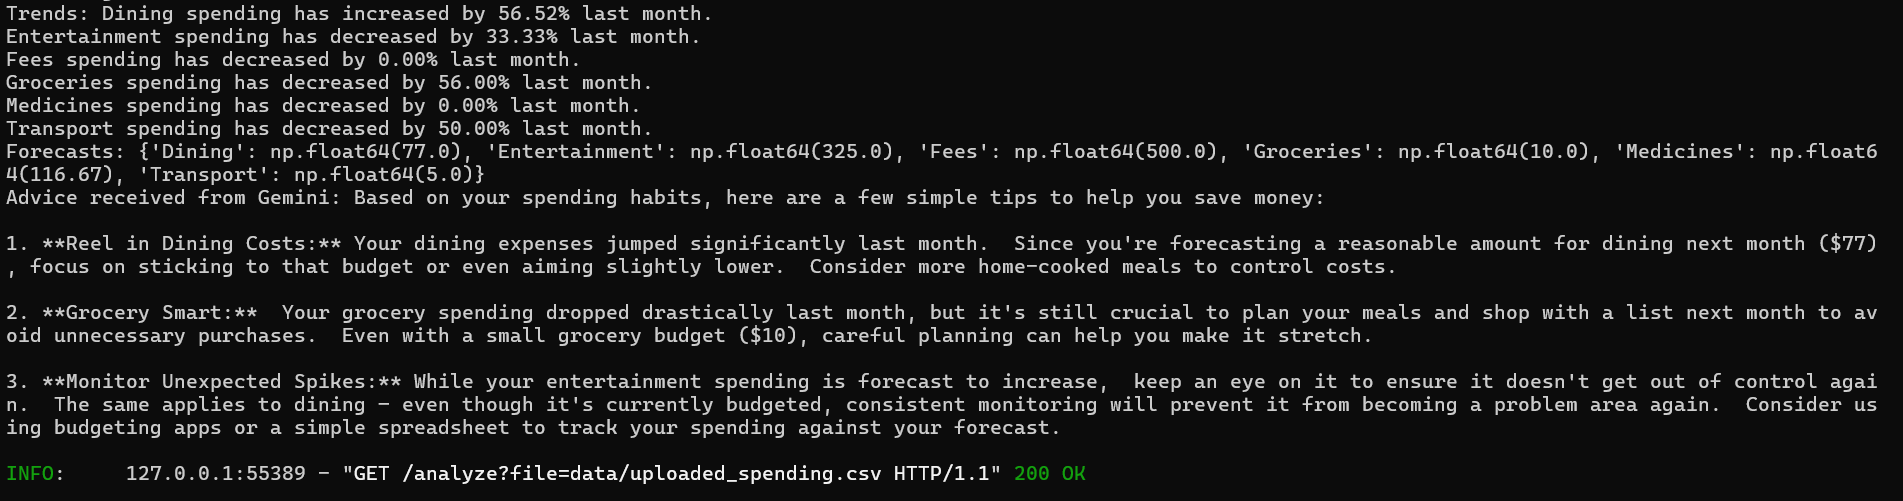 Trends: Dining spending has increased by 56.52% last month.
Entertainment spending has decreased by 33.33% last month.
Fees spending has decreased by 0.00% last month.
Groceries spending has decreased by 56.00% last month.
Medicines spending has decreased by 0.00% last month.
Transport spending has decreased by 50.00% last month.
Forecasts: {'Dining': np.float64(77.0), 'Entertainment': np.float64(325.0), 'Fees': np.float64(500.0), 'Groceries': np.float64(10.0), 'Medicines': np.float6
4(116.67), 'Transport': np.float64(5.0)}
Advice received from Gemini: Based on your spending habits, here are a few simple tips to help you save money:
1. **Reel in Dining Costs:** Your dining expenses jumped significantly last month.  Since you're forecasting a reasonable amount for dining next month ($77)
, focus on sticking to that budget or even aiming slightly lower.  Consider more home-cooked meals to control costs.
2. **Grocery Smart:**  Your grocery spending dropped drastically last month, but it's still crucial to plan your meals and shop with a list next month to av
oid unnecessary purchases.  Even with a small grocery budget ($10), careful planning can help you make it stretch.
3. **Monitor Unexpected Spikes:** While your entertainment spending is forecast to increase,  keep an eye on it to ensure it doesn't get out of control agai
n.  The same applies to dining – even though it's currently budgeted, consistent monitoring will prevent it from becoming a problem area again.  Consider us
ing budgeting apps or a simple spreadsheet to track your spending against your forecast.
INFO:     127.0.0.1:55389 - "GET /analyze?file=data/uploaded_spending.csv HTTP/1.1" 200 OK